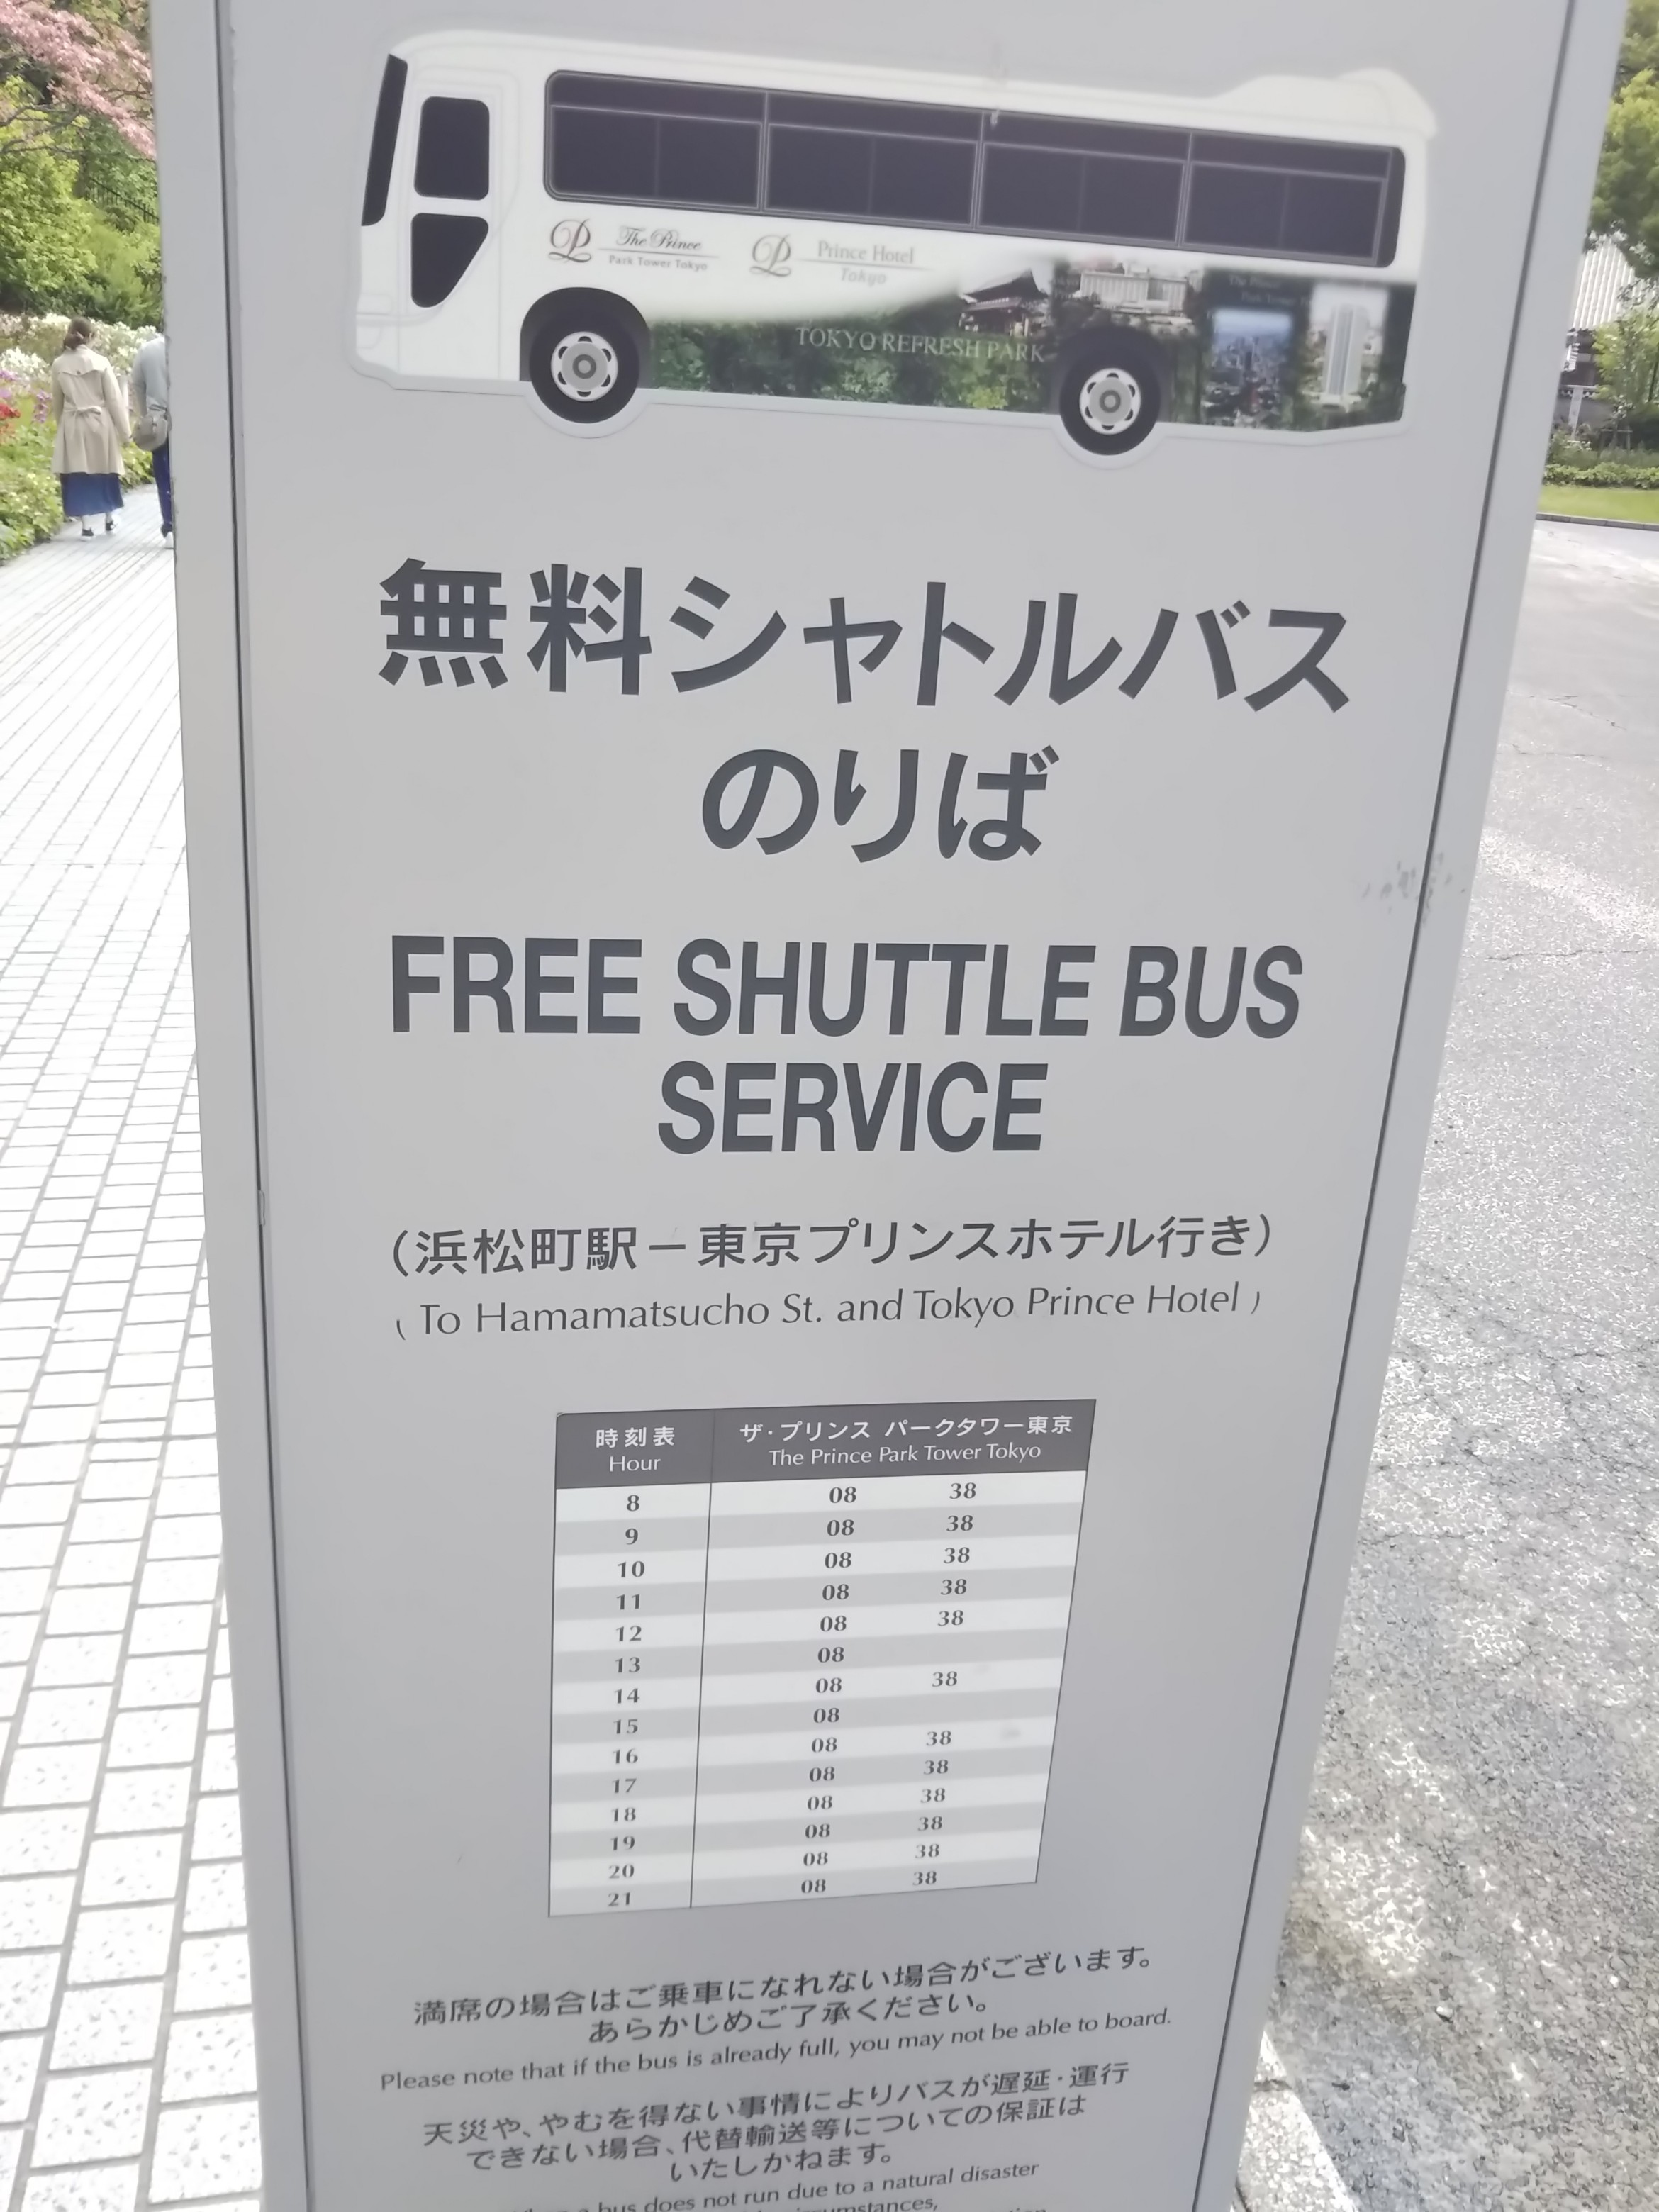 The Prince
Park Tower Tokyo
Prince Hotel
Tokyo
TOKYO REFRESH PARK
無料シャトルバス
のりば
FREE SHUTTLE BUS
SERVICE
（浜松町駅－東京プリンスホテル行き）
( To Hamamatsucho St. and Tokyo Prince Hotel )
時刻表 ザ・プリンス パークタワー東京
Hour The Prince Park Tower Tokyo
8 08 38
9 08 38
10 08 38
11 08 38
12 08 38
13 08
14 08 38
15 08
16 08 38
17 08 38
18 08 38
19 08 38
20 08 38
21 08 38
満席の場合はご乗車になれない場合がございます。
あらかじめご了承ください。
Please note that if the bus is already full, you may not be able to board.
天災や、やむを得ない事情によりバスが遅延・運行
できない場合、代替輸送等についての保証は
いたしかねます。
a bus does not run due to a natural disaster